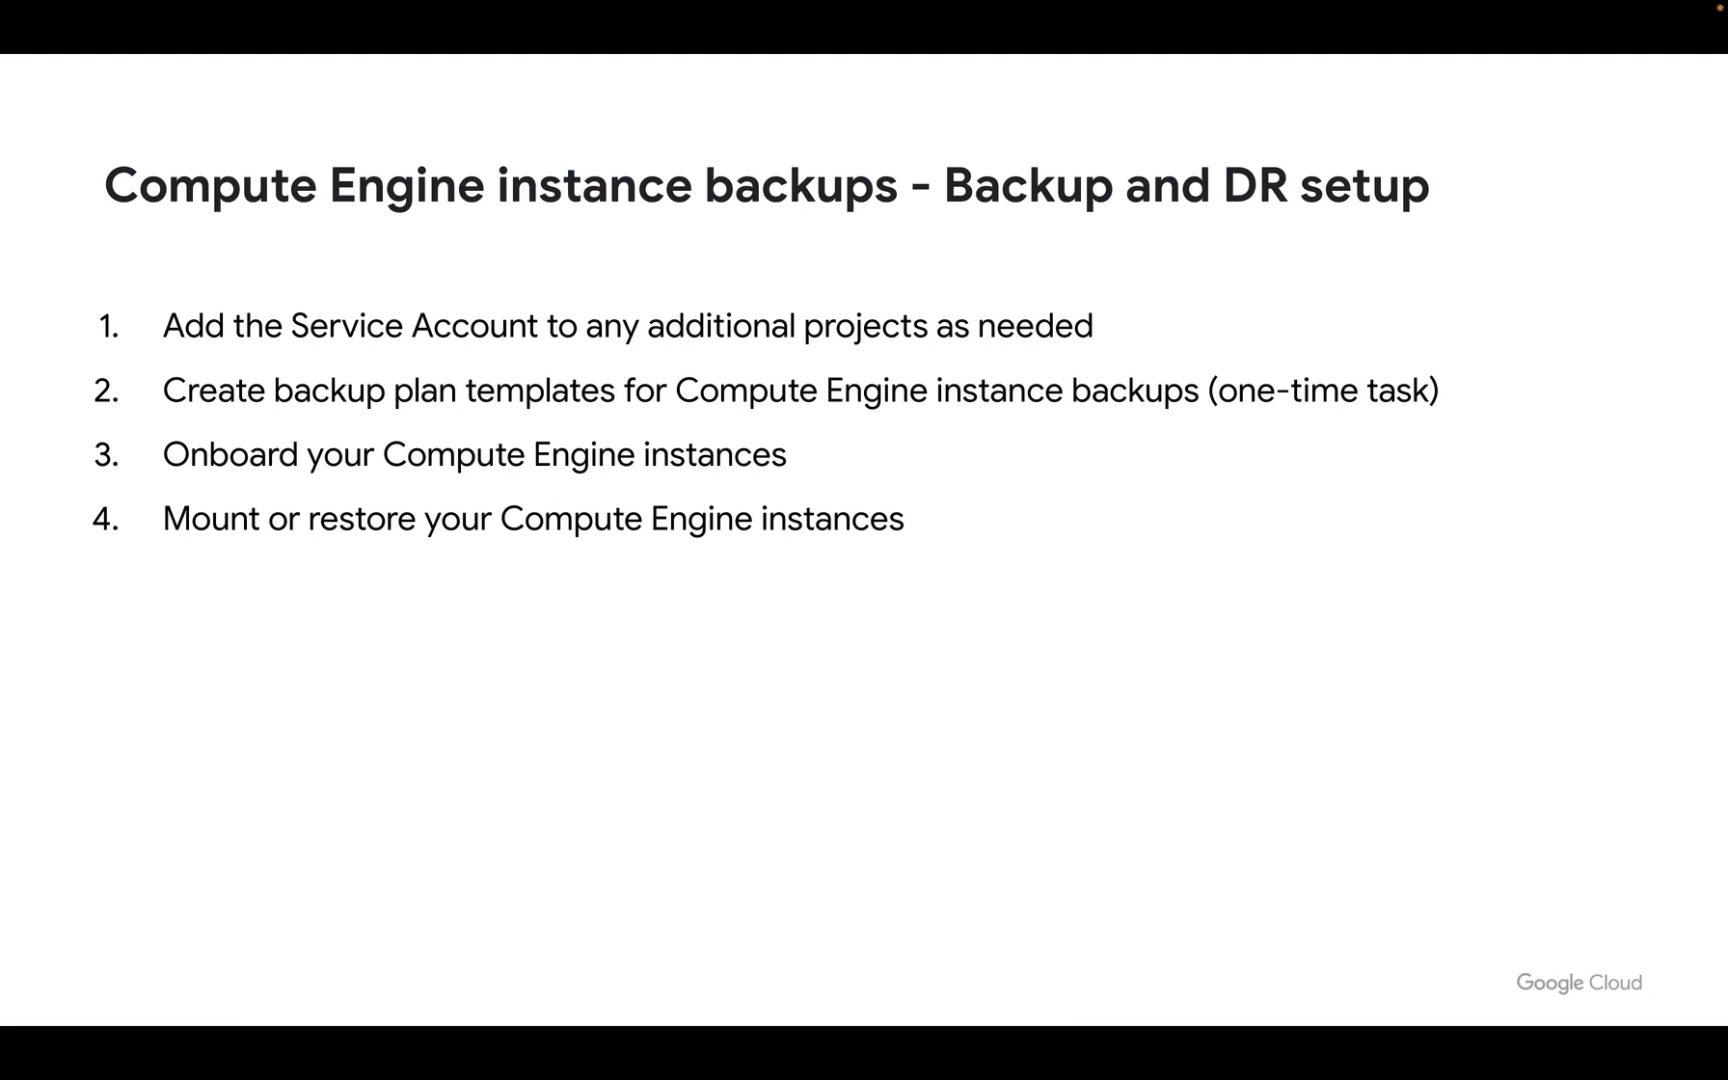 Compute Engine instance backups - Backup and DR setup
1. Add the Service Account to any additional projects as needed
2. Create backup plan templates for Compute Engine instance backups (one-time task)
3. Onboard your Compute Engine instances
4. Mount or restore your Compute Engine instances
Google Cloud